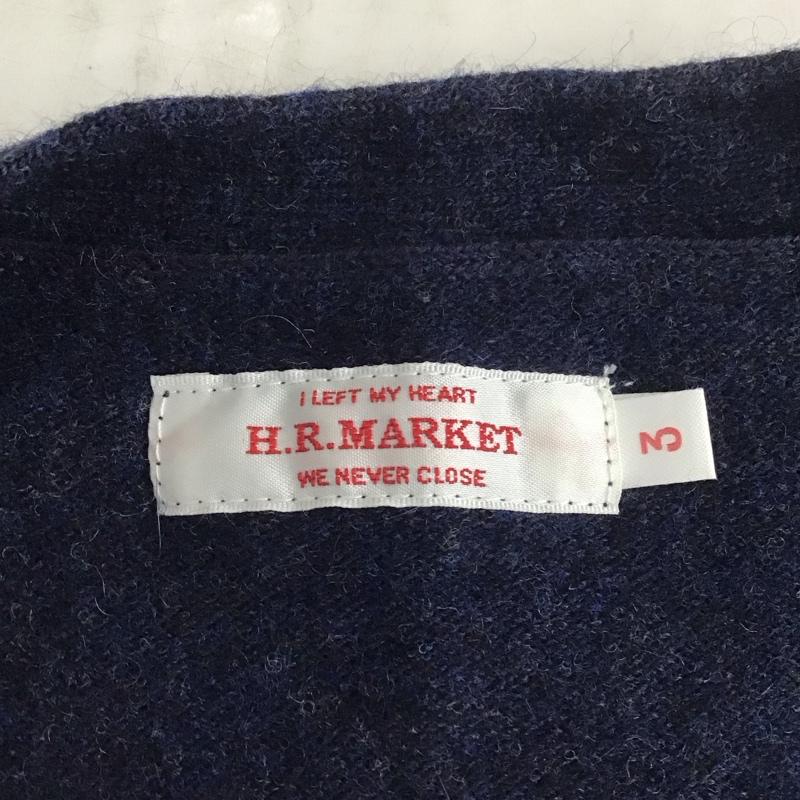 I LEFT MY HEART
H.R.MARKET
WE NEVER CLOSE
3